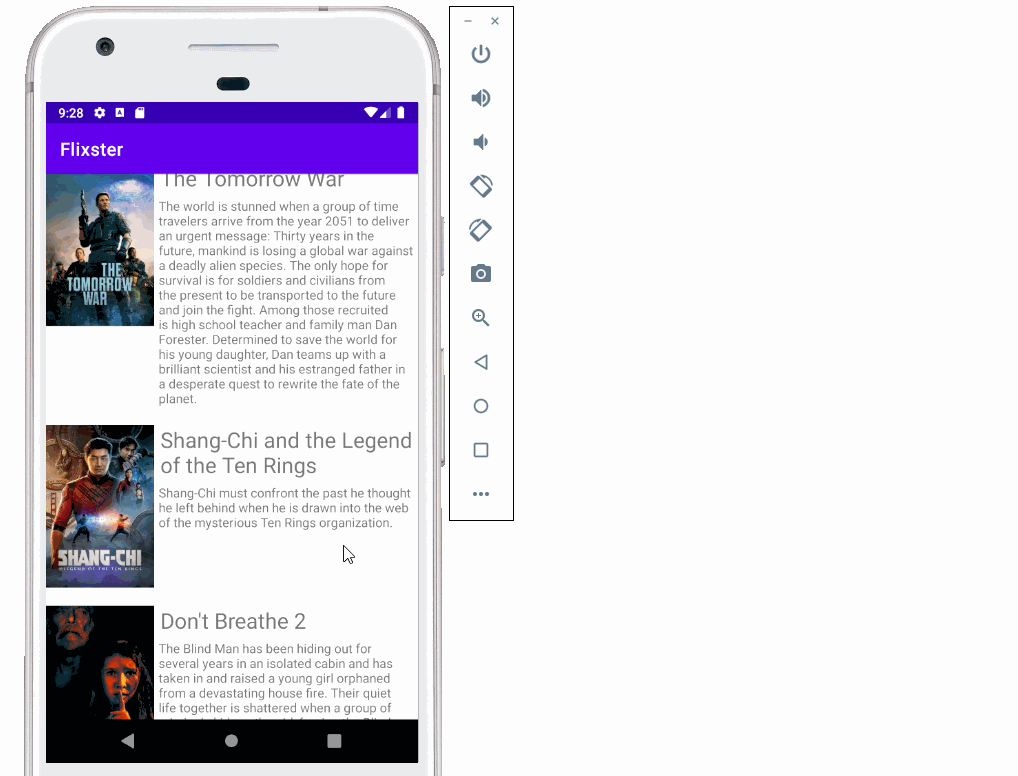 9:28
Flixster
The Tomorrow War
The world is stunned when a group of time
travelers arrive from the year 2051 to deliver
an urgent message: Thirty years in the
future, mankind is losing a global war against
a deadly alien species. The only hope for
survival is for soldiers and civilians from
the present to be transported to the future
and join the fight. Among those recruited
is high school teacher and family man Dan
Forester. Determined to save the world for
his young daughter, Dan teams up with a
brilliant scientist and his estranged father in
a desperate quest to rewrite the fate of the
planet.
THE
TOMORROW
WAR
Shang-Chi and the Legend
of the Ten Rings
Shang-Chi must confront the past he thought
he left behind when he is drawn into the web
of the mysterious Ten Rings organization.
SHANG-CHI
LEGEND OF THE TEN RINGS
Don't Breathe 2
The Blind Man has been hiding out for
several years in an isolated cabin and has
taken in and raised a young girl orphaned
from a devastating house fire. Their quiet
life together is shattered when a group of